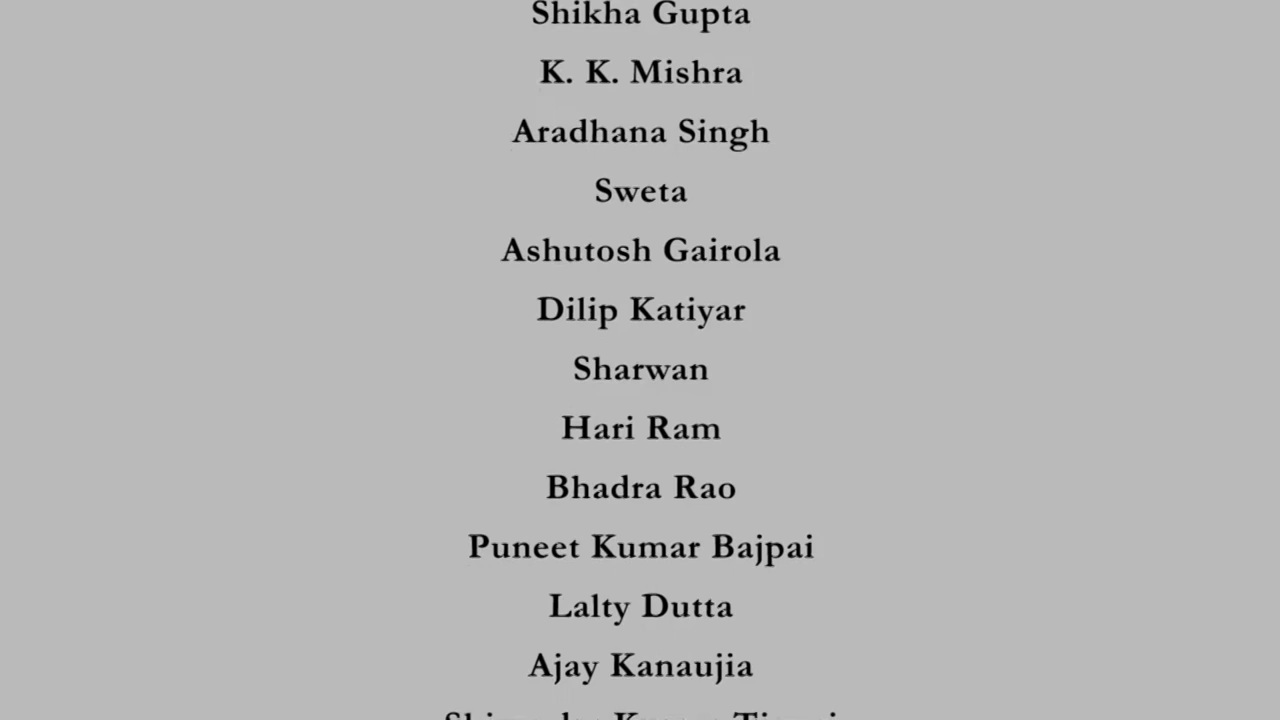 Shikha Gupta
K. K. Mishra
Aradhana Singh
Sweta
Ashutosh Gairola
Dilip Katiyar
Sharwan
Hari Ram
Bhadra Rao
Puneet Kumar Bajpai
Lalty Dutta
Ajay Kanaujia